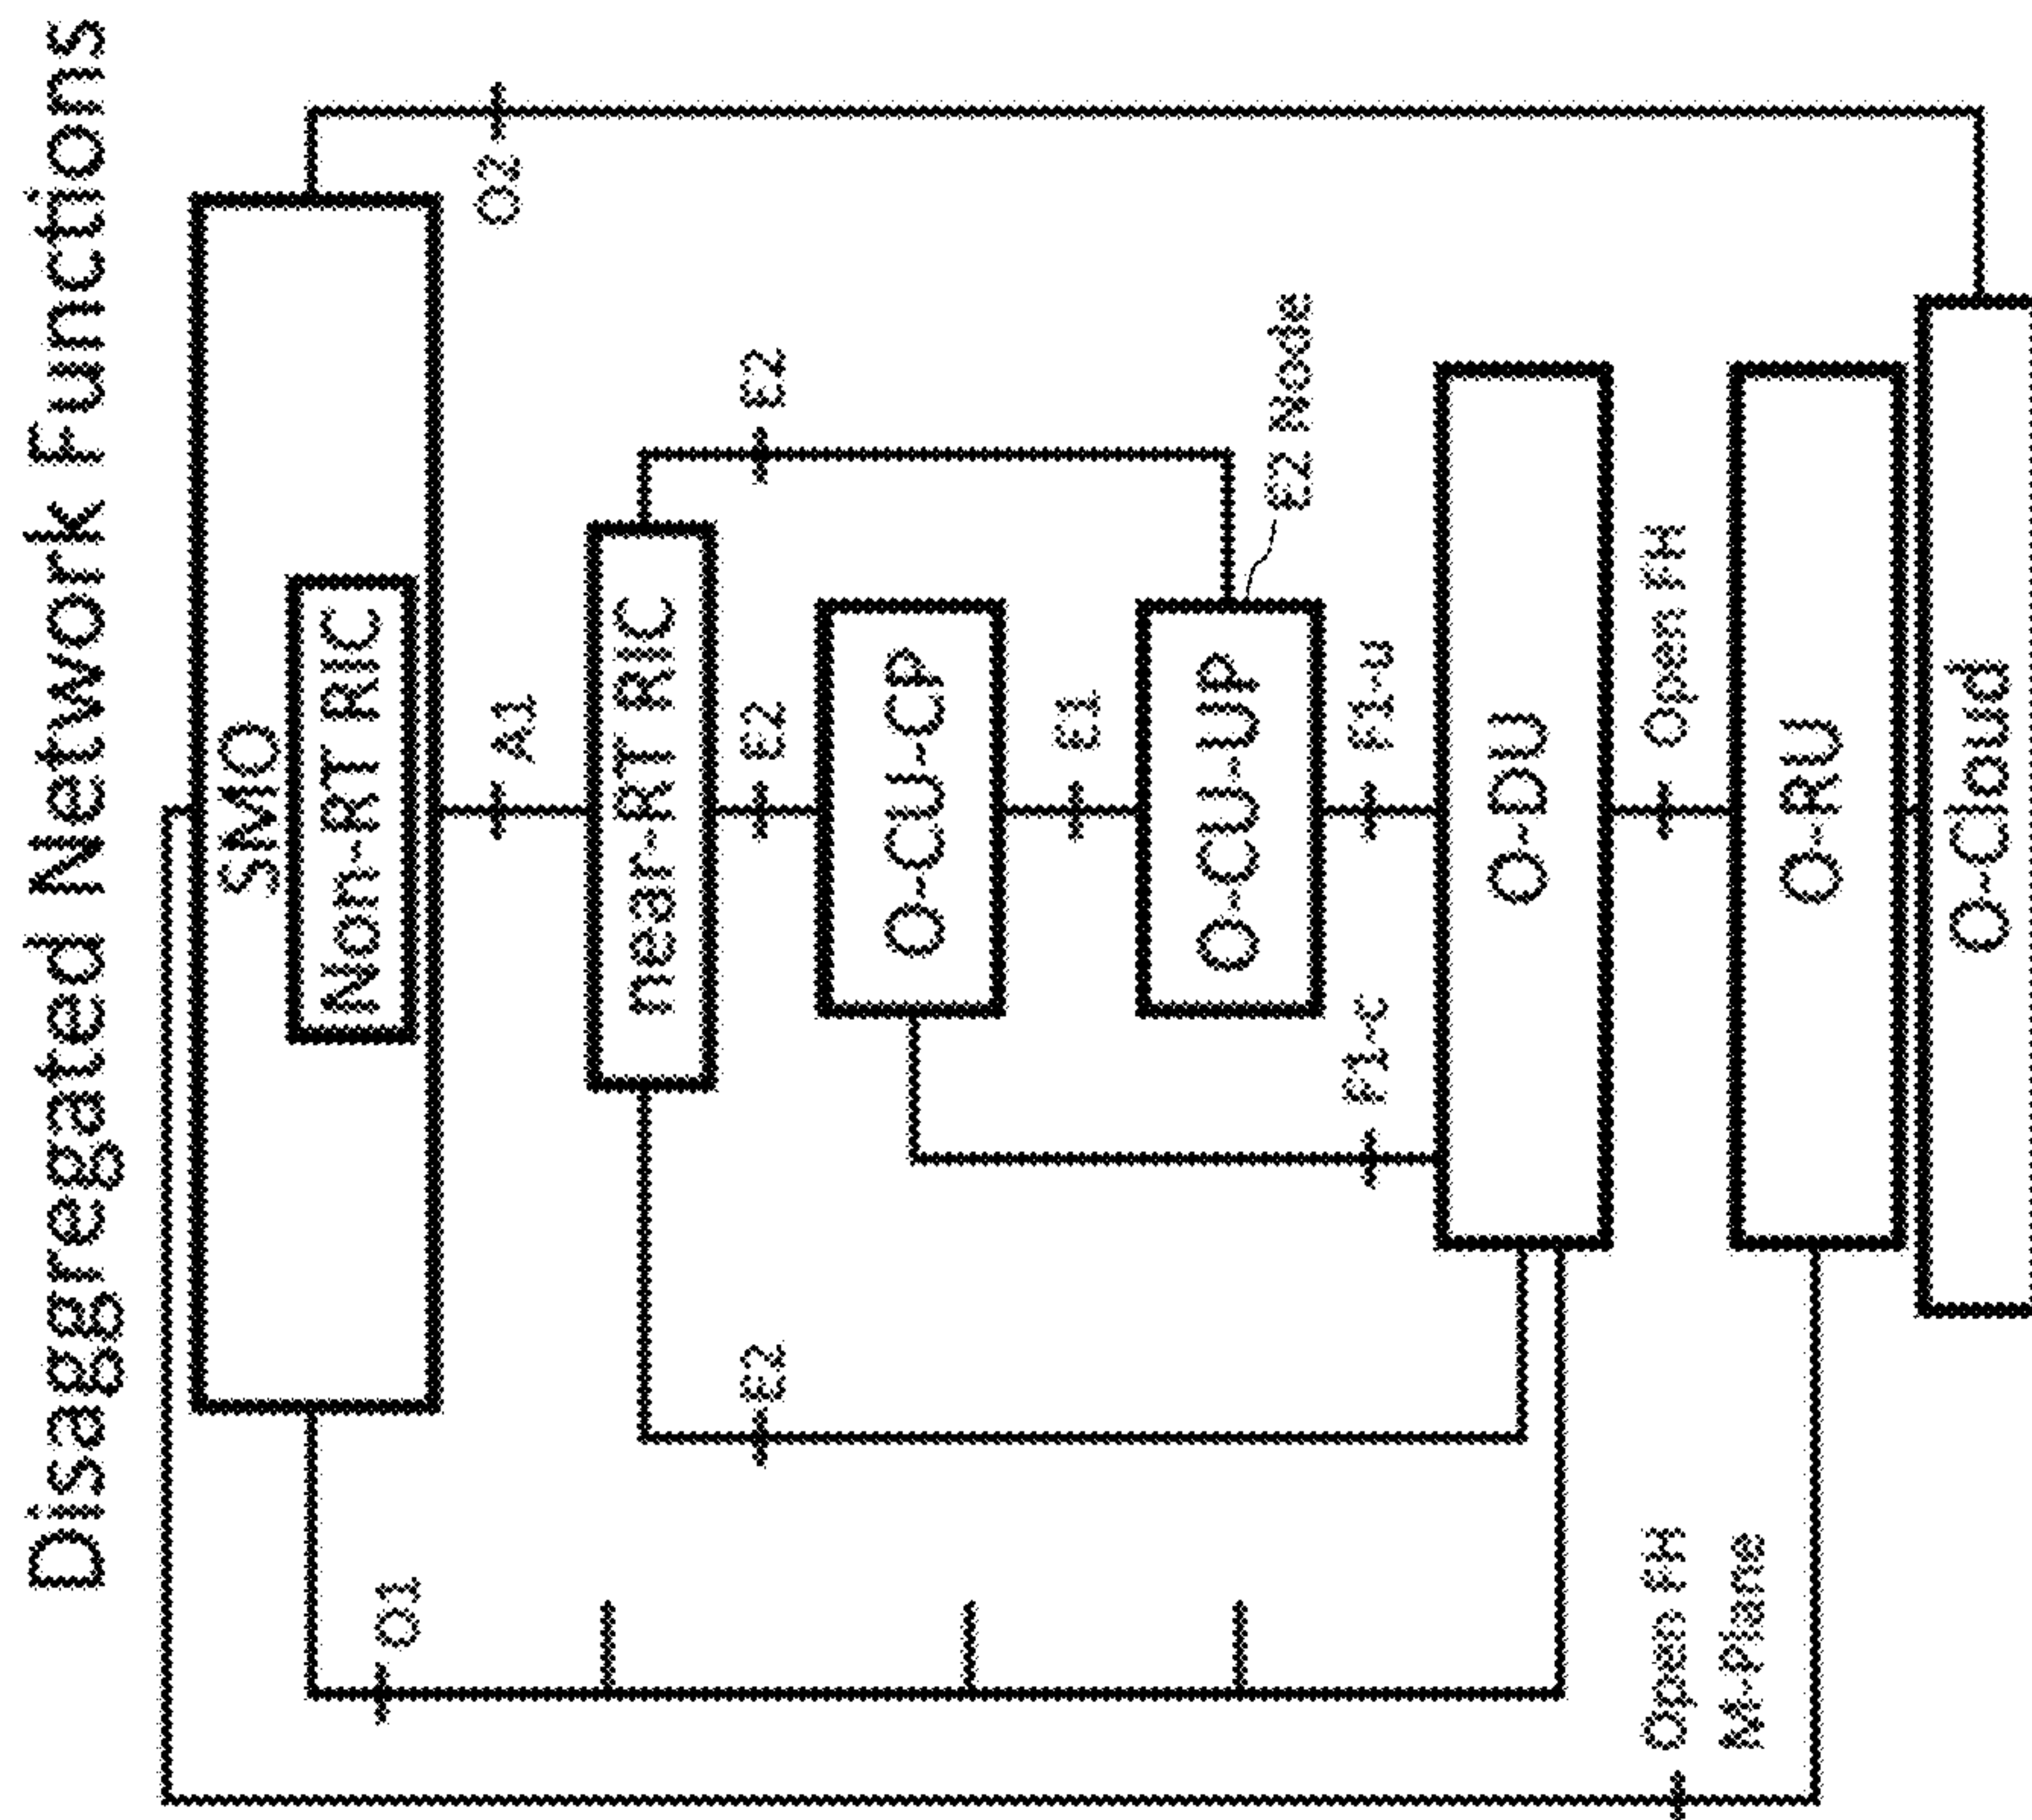 Disaggregated Network Functions
SMO
Non-RT RIC
O1
A1
O2
near-RT RIC
E2
E2
E2
O-CU-CP
E1
O-CU-UP
E2 Node
F1-c
F1-u
O-DU
Open FH
M-Plane
Open FH
O-RU
O-Cloud